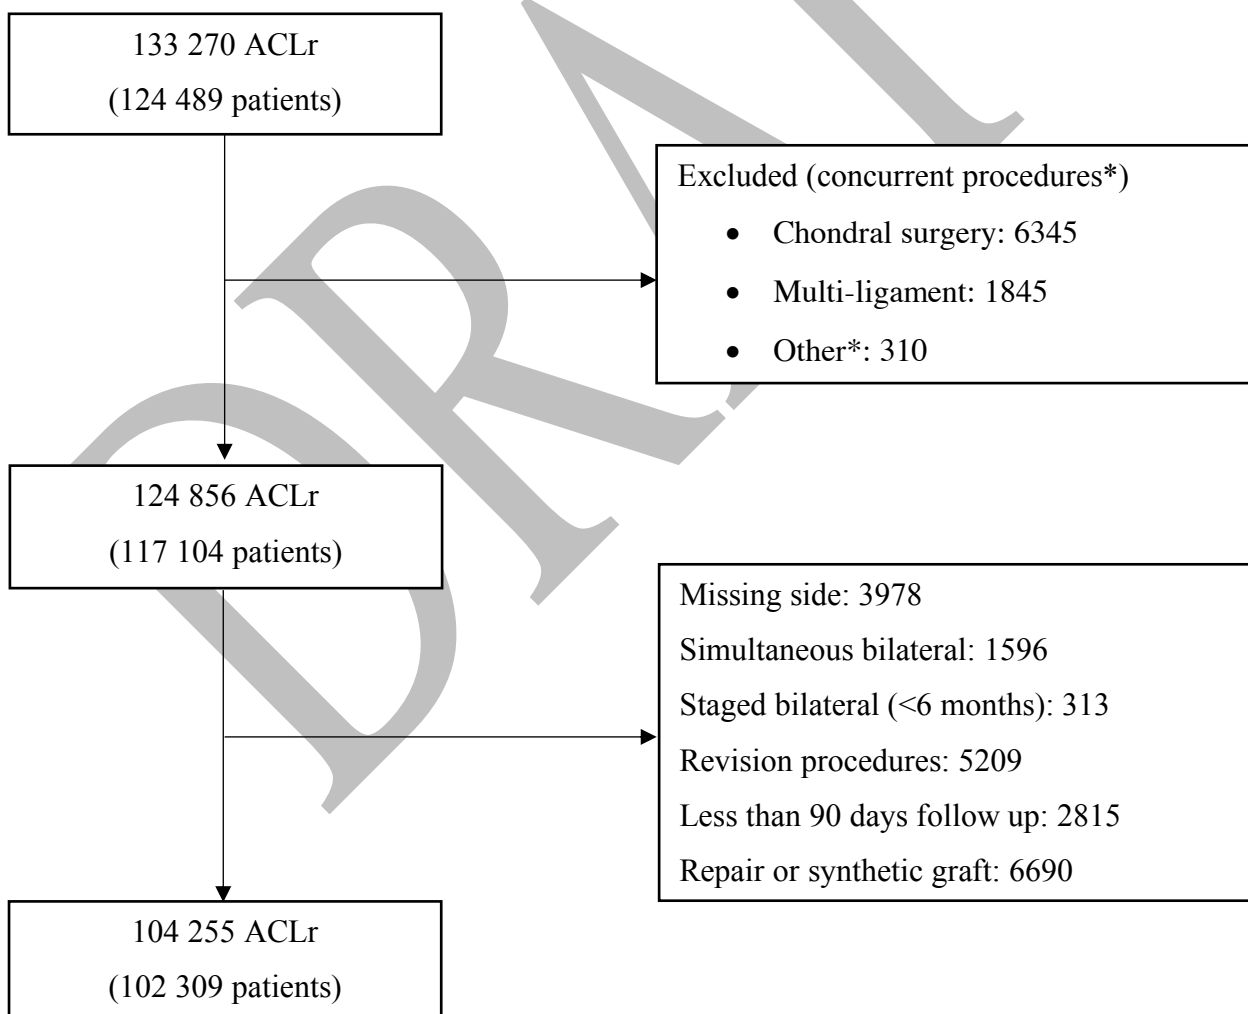 133 270 ACLr
(124 489 patients)
Excluded (concurrent procedures*)
• Chondral surgery: 6345
• Multi-ligament: 1845
• Other*: 310
124 856 ACLr
(117 104 patients)
Missing side: 3978
Simultaneous bilateral: 1596
Staged bilateral (<6 months): 313
Revision procedures: 5209
Less than 90 days follow up: 2815
Repair or synthetic graft: 6690
104 255 ACLr
(102 309 patients)